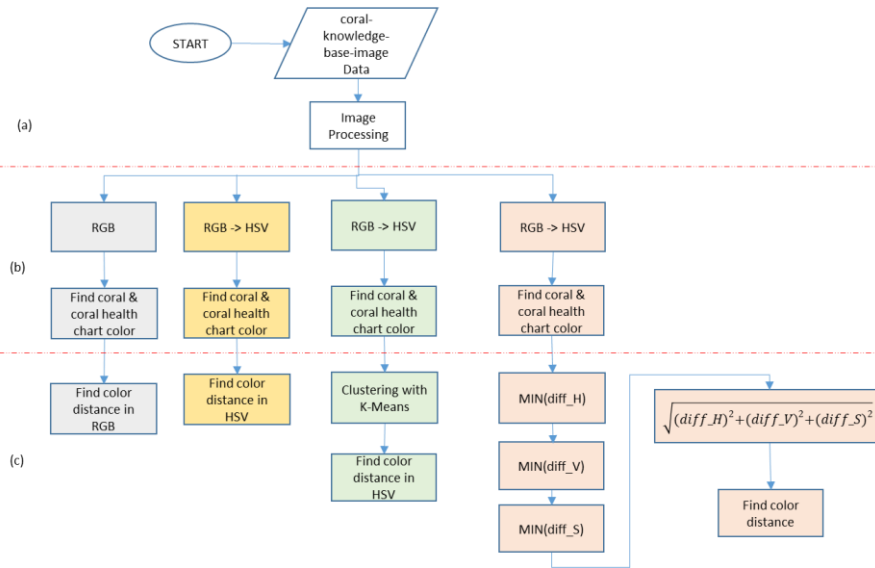 START
coral-
knowledge-
base-image
Data
(a)
Image
Processing
RGB
RGB -> HSV
RGB -> HSV
RGB -> HSV
(b)
Find coral &
coral health
chart color
Find coral &
coral health
chart color
Find coral &
coral health
chart color
Find coral &
coral health
chart color
Find color
distance in
RGB
Find color
distance in
HSV
Clustering with
K-Means
MIN(diff_H)
√(diff_H)²+(diff_V)²+(diff_S)²
(c)
Find color
distance in
HSV
MIN(diff_V)
MIN(diff_S)
Find color
distance